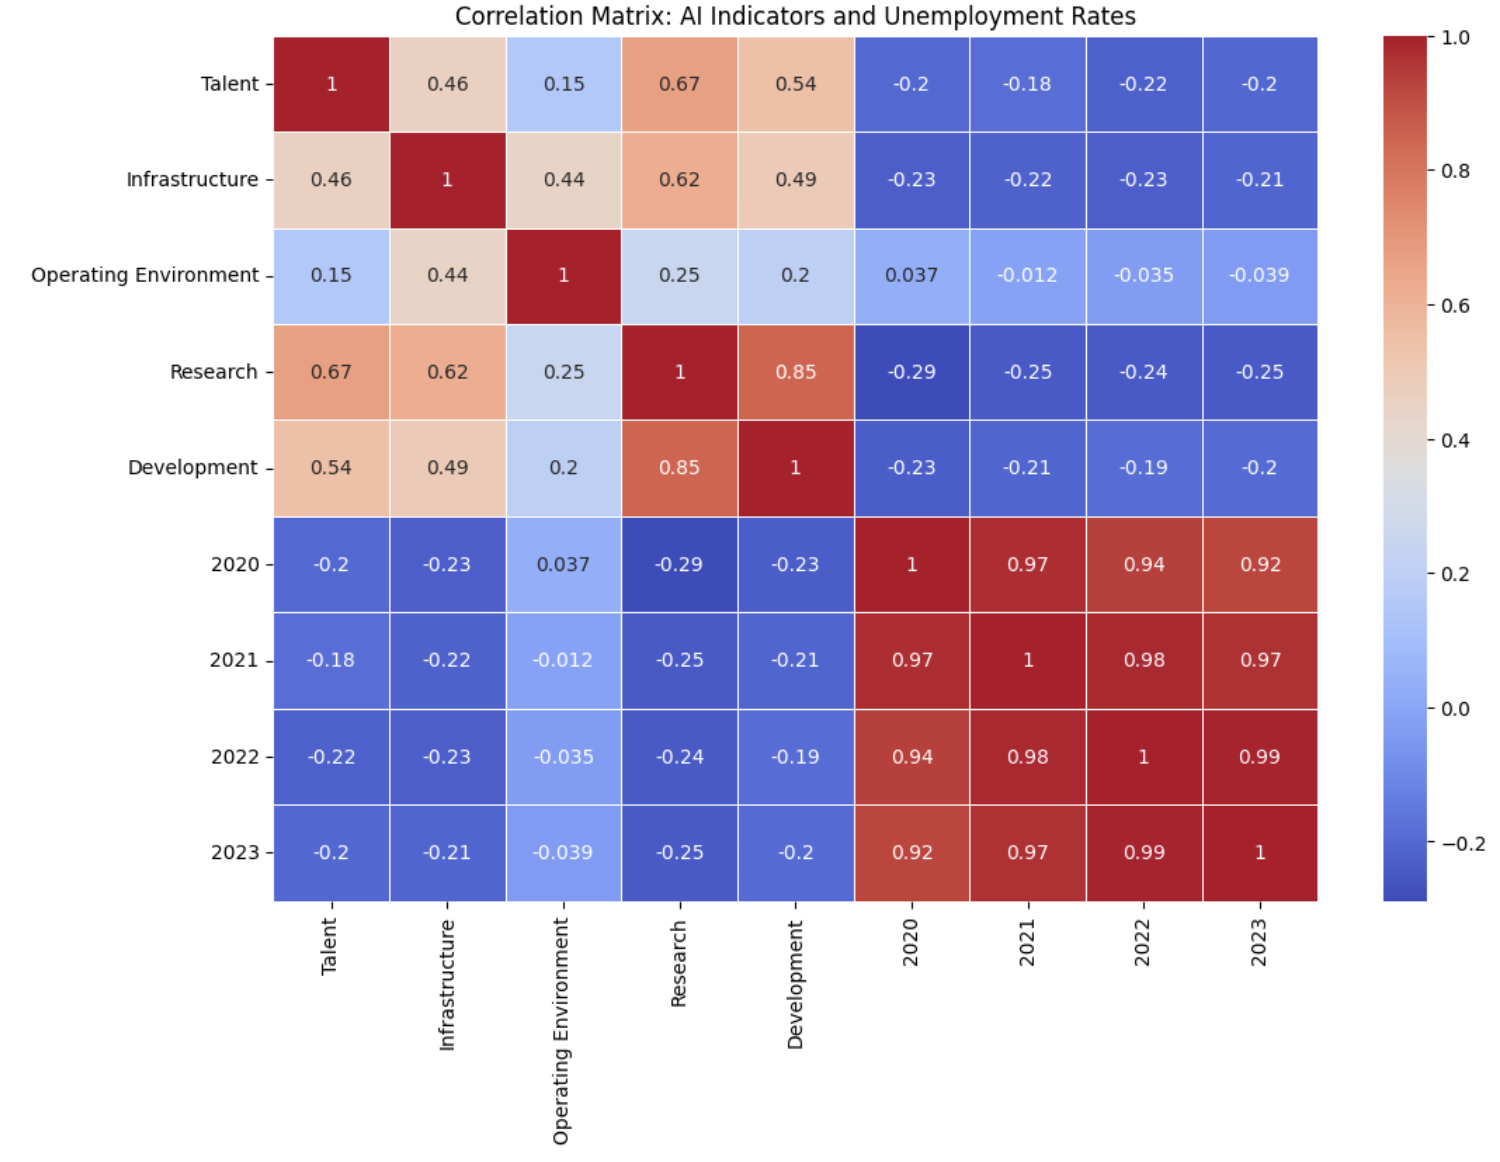 Correlation Matrix: AI Indicators and Unemployment Rates
Talent 1 0.46 0.15 0.67 0.54 -0.2 -0.18 -0.22 -0.2
Infrastructure 0.46 1 0.44 0.62 0.49 -0.23 -0.22 -0.23 -0.21
Operating Environment 0.15 0.44 1 0.25 0.2 0.037 -0.012 -0.035 -0.039
Research 0.67 0.62 0.25 1 0.85 -0.29 -0.25 -0.24 -0.25
Development 0.54 0.49 0.2 0.85 1 -0.23 -0.21 -0.19 -0.2
2020 -0.2 -0.23 0.037 -0.29 -0.23 1 0.97 0.94 0.92
2021 -0.18 -0.22 -0.012 -0.25 -0.21 0.97 1 0.98 0.97
2022 -0.22 -0.23 -0.035 -0.24 -0.19 0.94 0.98 1 0.99
2023 -0.2 -0.21 -0.039 -0.25 -0.2 0.92 0.97 0.99 1
Talent
Infrastructure
Operating Environment
Research
Development
2020
2021
2022
2023
1.0
0.8
0.6
0.4
0.2
0.0
−0.2